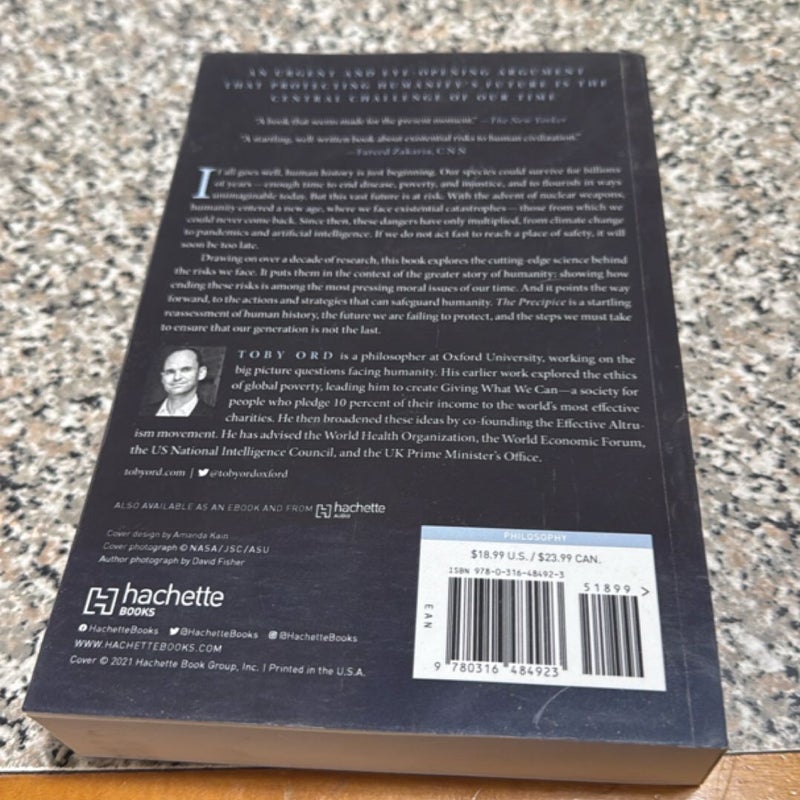 AN URGENT AND EYE-OPENING ARGUMENT
THAT PROTECTING HUMANITY'S FUTURE IS THE
CENTRAL CHALLENGE OF OUR TIME
"A book that seems made for the present moment." —The New Yorker
"A startling, well-written book about existential risks to human civilization."
—Fareed Zakaria, CNN
If all goes well, human history is just beginning. Our species could survive for billions
of years—enough time to end disease, poverty, and injustice, and to flourish in ways
unimaginable today. But this vast future is at risk. With the advent of nuclear weapons,
humanity entered a new age, where we face existential catastrophes—those from which we
could never come back. Since then, these dangers have only multiplied, from climate change
to pandemics and artificial intelligence. If we do not act fast to reach a place of safety, it will
soon be too late.
Drawing on over a decade of research, this book explores the cutting-edge science behind
the risks we face. It puts them in the context of the greater story of humanity: showing how
ending these risks is among the most pressing moral issues of our time. And it points the way
forward, to the actions and strategies that can safeguard humanity. The Precipice is a startling
reassessment of human history, the future we are failing to protect, and the steps we must take
to ensure that our generation is not the last.
TOBY ORD is a philosopher at Oxford University, working on the
big picture questions facing humanity. His earlier work explored the ethics
of global poverty, leading him to create Giving What We Can—a society for
people who pledge 10 percent of their income to the world's most effective
charities. He then broadened these ideas by co-founding the Effective Altru-
ism movement. He has advised the World Health Organization, the World Economic Forum,
the US National Intelligence Council, and the UK Prime Minister's Office.
tobyord.com | @tobyordoxford
ALSO AVAILABLE AS AN EBOOK AND FROM hachette AUDIO
Cover design by Amanda Kain
Cover photograph © NASA/JSC/ASU
Author photograph by David Fisher
hachette
BOOKS
HachetteBooks @HachetteBooks @HachetteBooks
WWW.HACHETTEBOOKS.COM
Cover © 2021 Hachette Book Group, Inc. | Printed in the U.S.A.
PHILOSOPHY
$18.99 U.S. / $23.99 CAN.
ISBN 978-0-316-48492-3
51899 >
EAN
9 780316 484923